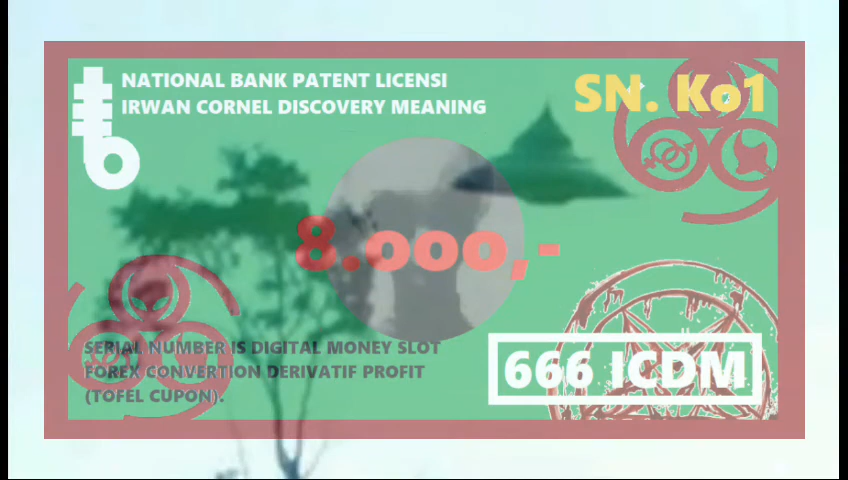 NATIONAL BANK PATENT LICENSI
IRWAN CORNEL DISCOVERY MEANING
SN. Ko1
8.000,-
SERIAL NUMBER IS DIGITAL MONEY SLOT
FOREX CONVERTION DERIVATIF PROFIT
(TOFEL CUPON).
666 ICDM